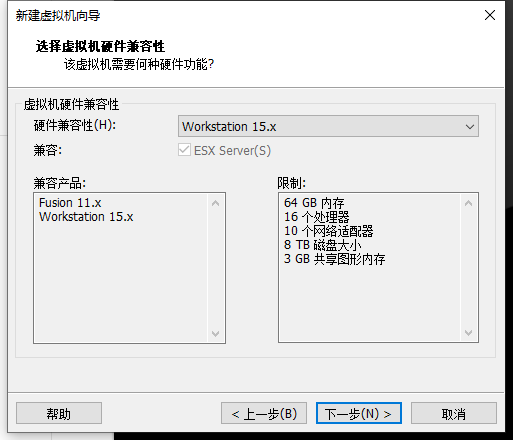 新建虚拟机向导
选择虚拟机硬件兼容性
该虚拟机需要何种硬件功能?
虚拟机硬件兼容性
硬件兼容性(H):
Workstation 15.x
兼容:
ESX Server(S)
兼容产品:
Fusion 11.x
Workstation 15.x
限制:
64 GB 内存
16 个处理器
10 个网络适配器
8 TB 磁盘大小
3 GB 共享图形内存
帮助
< 上一步(B)
下一步(N) >
取消